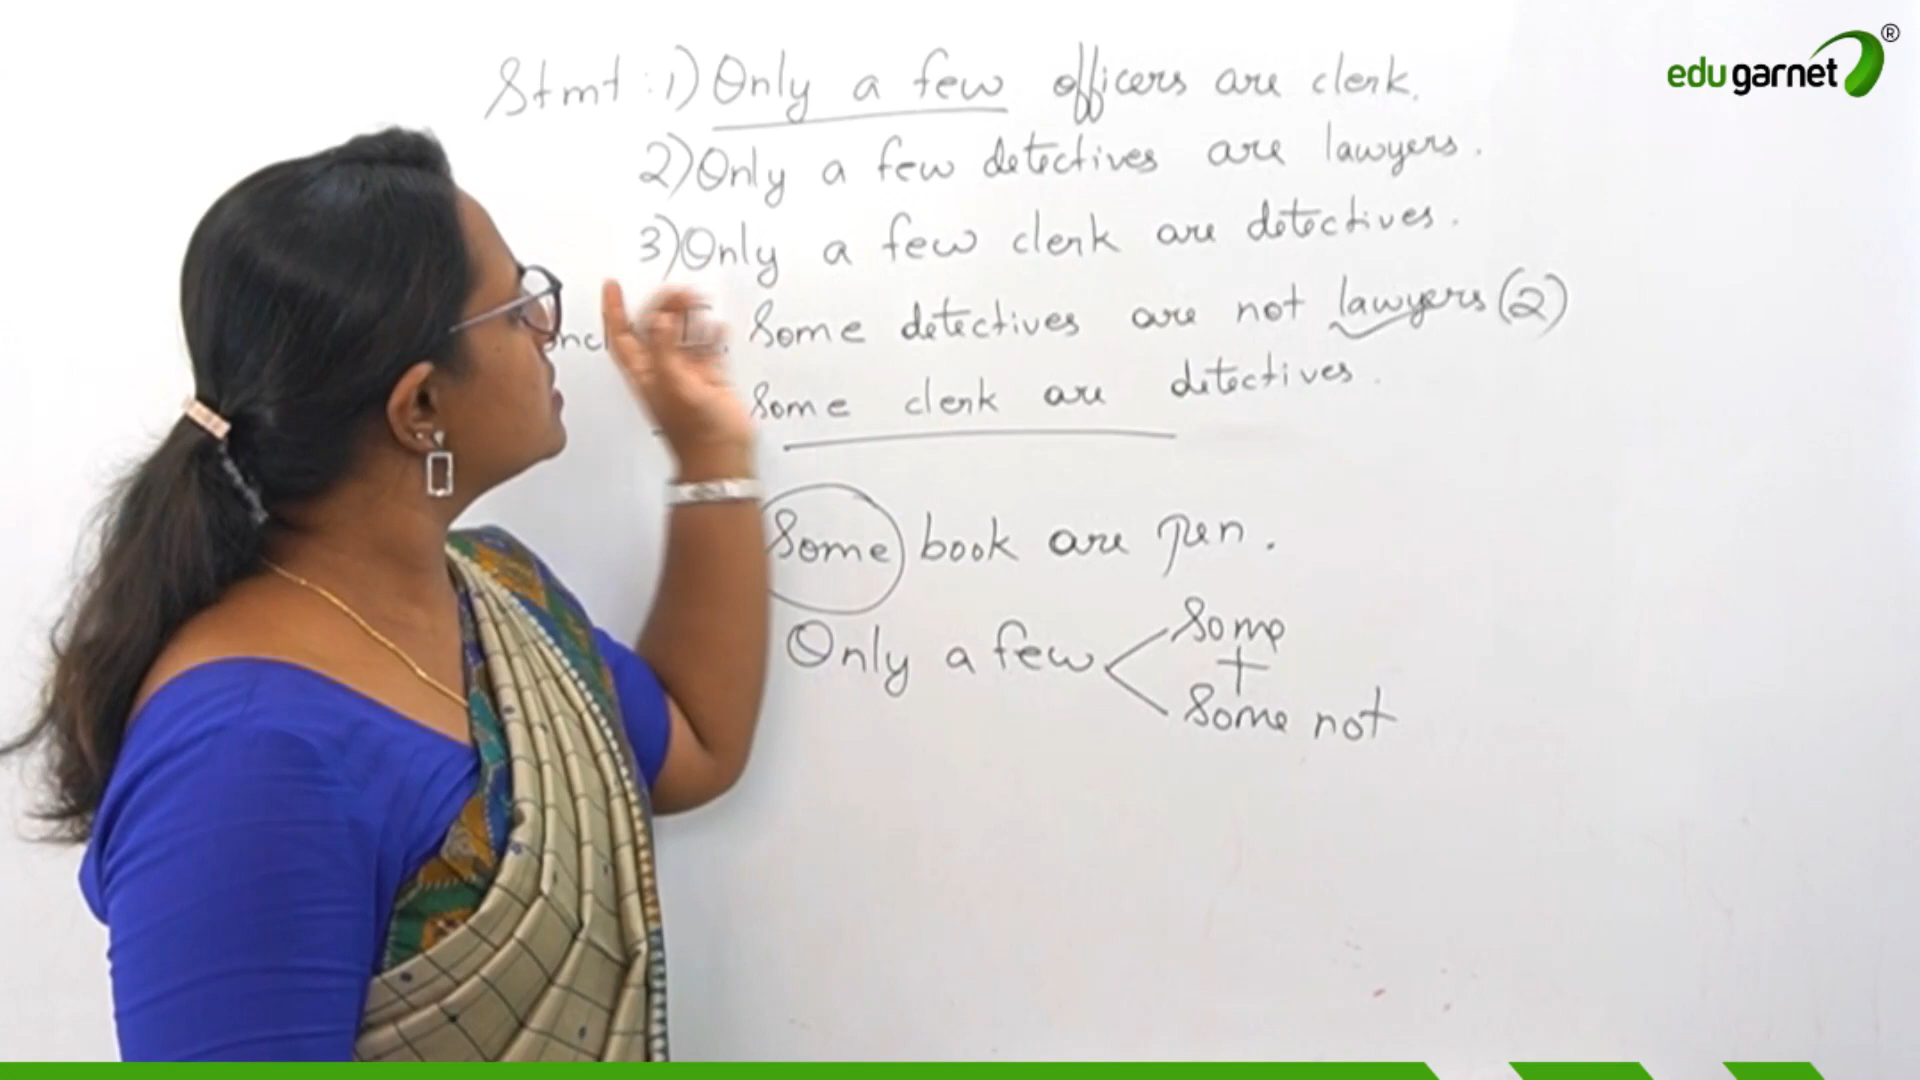 edugarnet ®
Stmt : 1) Only a few officers are clerk.
2) Only a few detectives are lawyers.
3) Only a few clerk are detectives.
I. Some detectives are not lawyers (2)
Some clerk are detectives.
Some book are pen.
Only a few < Some
+
Some not